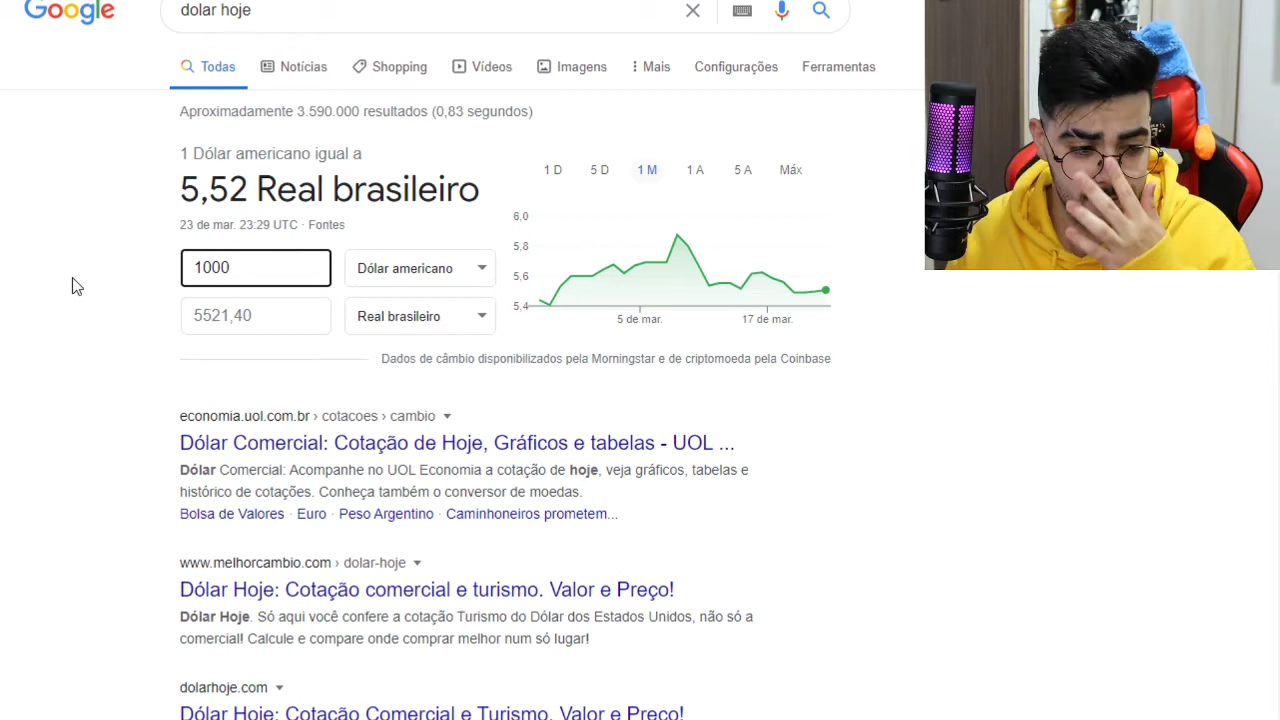 Google
dolar hoje
Todas Notícias Shopping Vídeos Imagens Mais Configurações Ferramentas
Aproximadamente 3.590.000 resultados (0,83 segundos)
1 Dólar americano igual a
5,52 Real brasileiro
23 de mar. 23:29 UTC · Fontes
1000 Dólar americano
5521,40 Real brasileiro
1 D 5 D 1 M 1 A 5 A Máx
6,0
5,8
5,6
5,4
5 de mar. 17 de mar.
Dados de câmbio disponibilizados pela Morningstar e de criptomoeda pela Coinbase
economia.uol.com.br › cotacoes › cambio
Dólar Comercial: Cotação de Hoje, Gráficos e tabelas - UOL ...
Dólar Comercial: Acompanhe no UOL Economia a cotação de hoje, veja gráficos, tabelas e
histórico de cotações. Conheça também o conversor de moedas.
Bolsa de Valores · Euro · Peso Argentino · Caminhoneiros prometem...
www.melhorcambio.com › dolar-hoje
Dólar Hoje: Cotação comercial e turismo. Valor e Preço!
Dólar Hoje. Só aqui você confere a cotação Turismo do Dólar dos Estados Unidos, não só a
comercial! Calcule e compare onde comprar melhor num só lugar!
dolarhoje.com
Dólar Hoje: Cotação Comercial e Turismo. Valor e Preço!